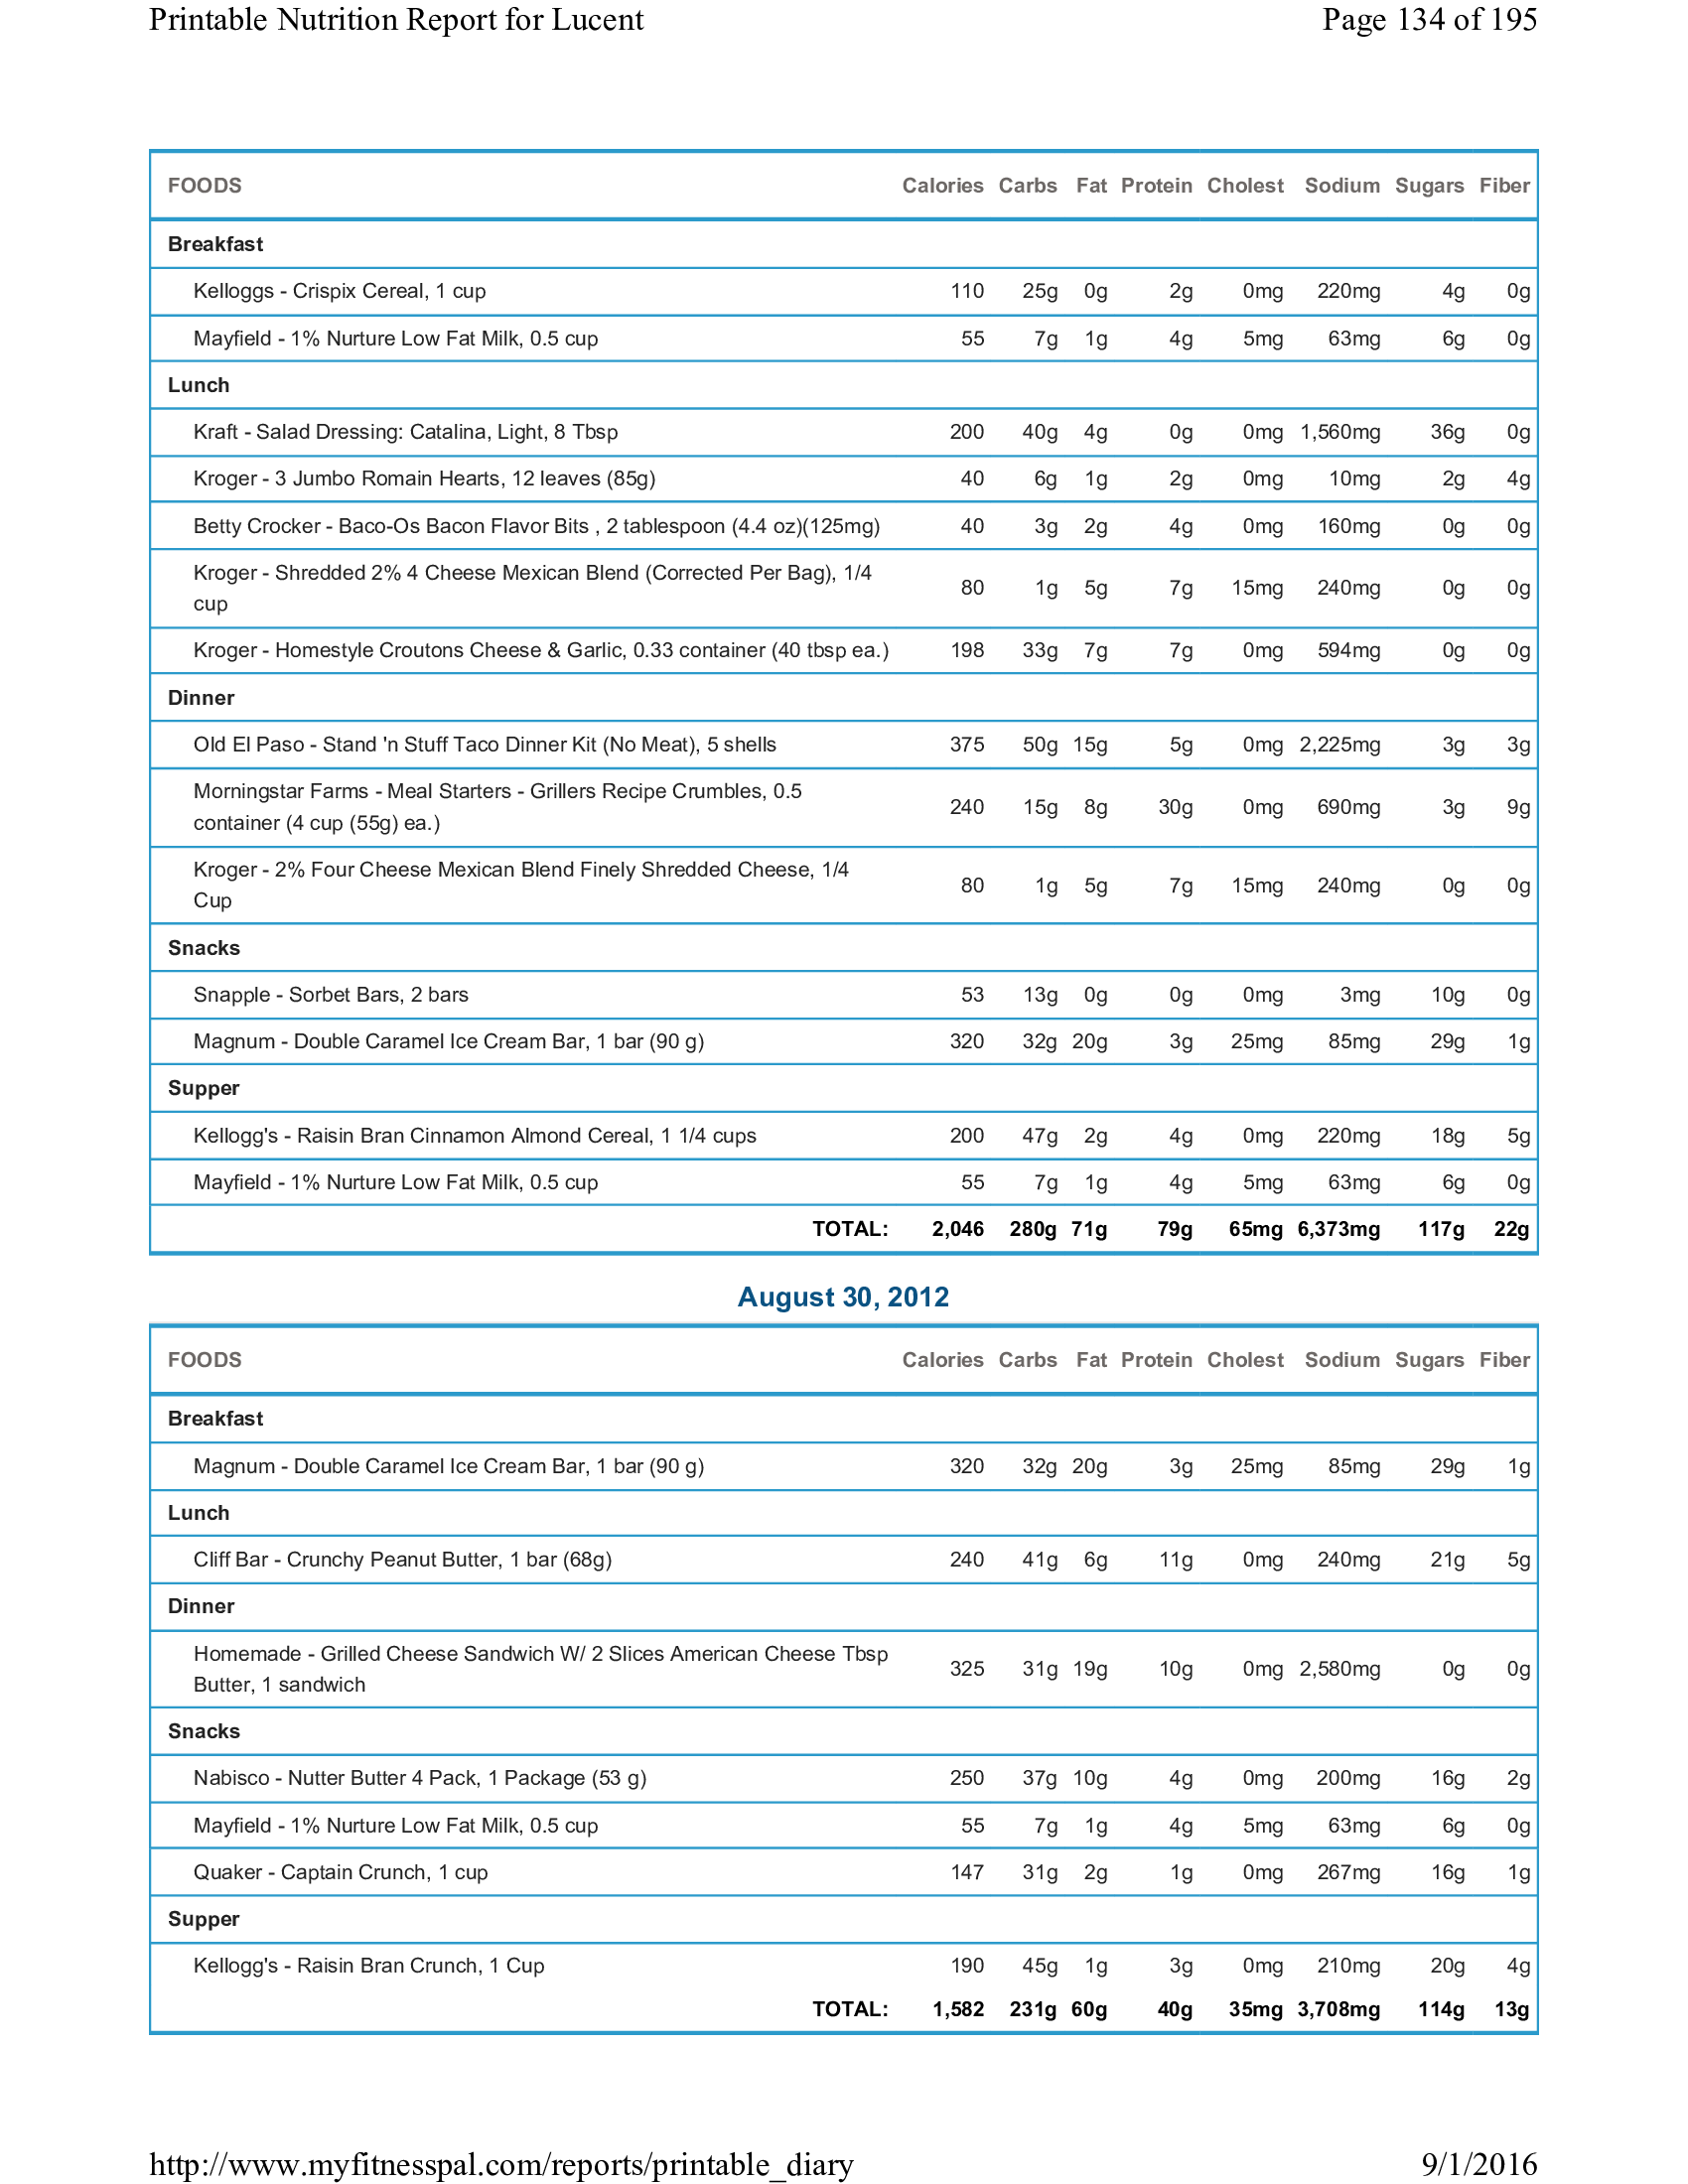 Printable Nutrition Report for Lucent Page 134 of 195
FOODS Calories Carbs Fat Protein Cholest Sodium Sugars Fiber
Breakfast
Kelloggs - Crispix Cereal, 1 cup 110 25g 0g 2g 0mg 220mg 4g 0g
Mayfield - 1% Nurture Low Fat Milk, 0.5 cup 55 7g 1g 4g 5mg 63mg 6g 0g
Lunch
Kraft - Salad Dressing: Catalina, Light, 8 Tbsp 200 40g 4g 0g 0mg 1,560mg 36g 0g
Kroger - 3 Jumbo Romain Hearts, 12 leaves (85g) 40 6g 1g 2g 0mg 10mg 2g 4g
Betty Crocker - Baco-Os Bacon Flavor Bits , 2 tablespoon (4.4 oz)(125mg) 40 3g 2g 4g 0mg 160mg 0g 0g
Kroger - Shredded 2% 4 Cheese Mexican Blend (Corrected Per Bag), 1/4
cup 80 1g 5g 7g 15mg 240mg 0g 0g
Kroger - Homestyle Croutons Cheese & Garlic, 0.33 container (40 tbsp ea.) 198 33g 7g 7g 0mg 594mg 0g 0g
Dinner
Old El Paso - Stand 'n Stuff Taco Dinner Kit (No Meat), 5 shells 375 50g 15g 5g 0mg 2,225mg 3g 3g
Morningstar Farms - Meal Starters - Grillers Recipe Crumbles, 0.5
container (4 cup (55g) ea.) 240 15g 8g 30g 0mg 690mg 3g 9g
Kroger - 2% Four Cheese Mexican Blend Finely Shredded Cheese, 1/4
Cup 80 1g 5g 7g 15mg 240mg 0g 0g
Snacks
Snapple - Sorbet Bars, 2 bars 53 13g 0g 0g 0mg 3mg 10g 0g
Magnum - Double Caramel Ice Cream Bar, 1 bar (90 g) 320 32g 20g 3g 25mg 85mg 29g 1g
Supper
Kellogg's - Raisin Bran Cinnamon Almond Cereal, 1 1/4 cups 200 47g 2g 4g 0mg 220mg 18g 5g
Mayfield - 1% Nurture Low Fat Milk, 0.5 cup 55 7g 1g 4g 5mg 63mg 6g 0g
TOTAL: 2,046 280g 71g 79g 65mg 6,373mg 117g 22g
August 30, 2012
FOODS Calories Carbs Fat Protein Cholest Sodium Sugars Fiber
Breakfast
Magnum - Double Caramel Ice Cream Bar, 1 bar (90 g) 320 32g 20g 3g 25mg 85mg 29g 1g
Lunch
Cliff Bar - Crunchy Peanut Butter, 1 bar (68g) 240 41g 6g 11g 0mg 240mg 21g 5g
Dinner
Homemade - Grilled Cheese Sandwich W/ 2 Slices American Cheese Tbsp
Butter, 1 sandwich 325 31g 19g 10g 0mg 2,580mg 0g 0g
Snacks
Nabisco - Nutter Butter 4 Pack, 1 Package (53 g) 250 37g 10g 4g 0mg 200mg 16g 2g
Mayfield - 1% Nurture Low Fat Milk, 0.5 cup 55 7g 1g 4g 5mg 63mg 6g 0g
Quaker - Captain Crunch, 1 cup 147 31g 2g 1g 0mg 267mg 16g 1g
Supper
Kellogg's - Raisin Bran Crunch, 1 Cup 190 45g 1g 3g 0mg 210mg 20g 4g
TOTAL: 1,582 231g 60g 40g 35mg 3,708mg 114g 13g
http://www.myfitnesspal.com/reports/printable_diary 9/1/2016